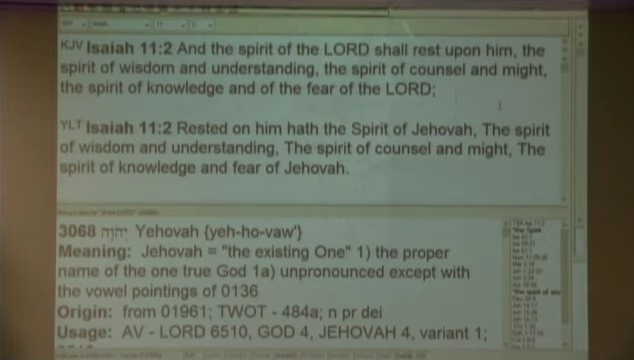 KJV Isaiah 11:2 And the spirit of the LORD shall rest upon him, the
spirit of wisdom and understanding, the spirit of counsel and might,
the spirit of knowledge and of the fear of the LORD;
YLT Isaiah 11:2 Rested on him hath the Spirit of Jehovah, The spirit
of wisdom and understanding, The spirit of counsel and might, The
spirit of knowledge and fear of Jehovah.
3068 יְהֹוָה Yehovah {yeh-ho-vaw'}
Meaning: Jehovah = "the existing One" 1) the proper
name of the one true God 1a) unpronounced except with
the vowel pointings of 0136
Origin: from 01961; TWOT - 484a; n pr dei
Usage: AV - LORD 6510, GOD 4, JEHOVAH 4, variant 1;